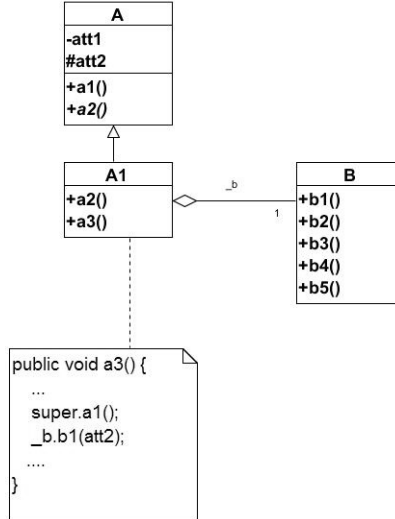 A
-att1
#att2
+a1()
+a2()
A1
+a2()
+a3()
_b
1
B
+b1()
+b2()
+b3()
+b4()
+b5()
public void a3() {
...
super.a1();
_b.b1(att2);
....
}